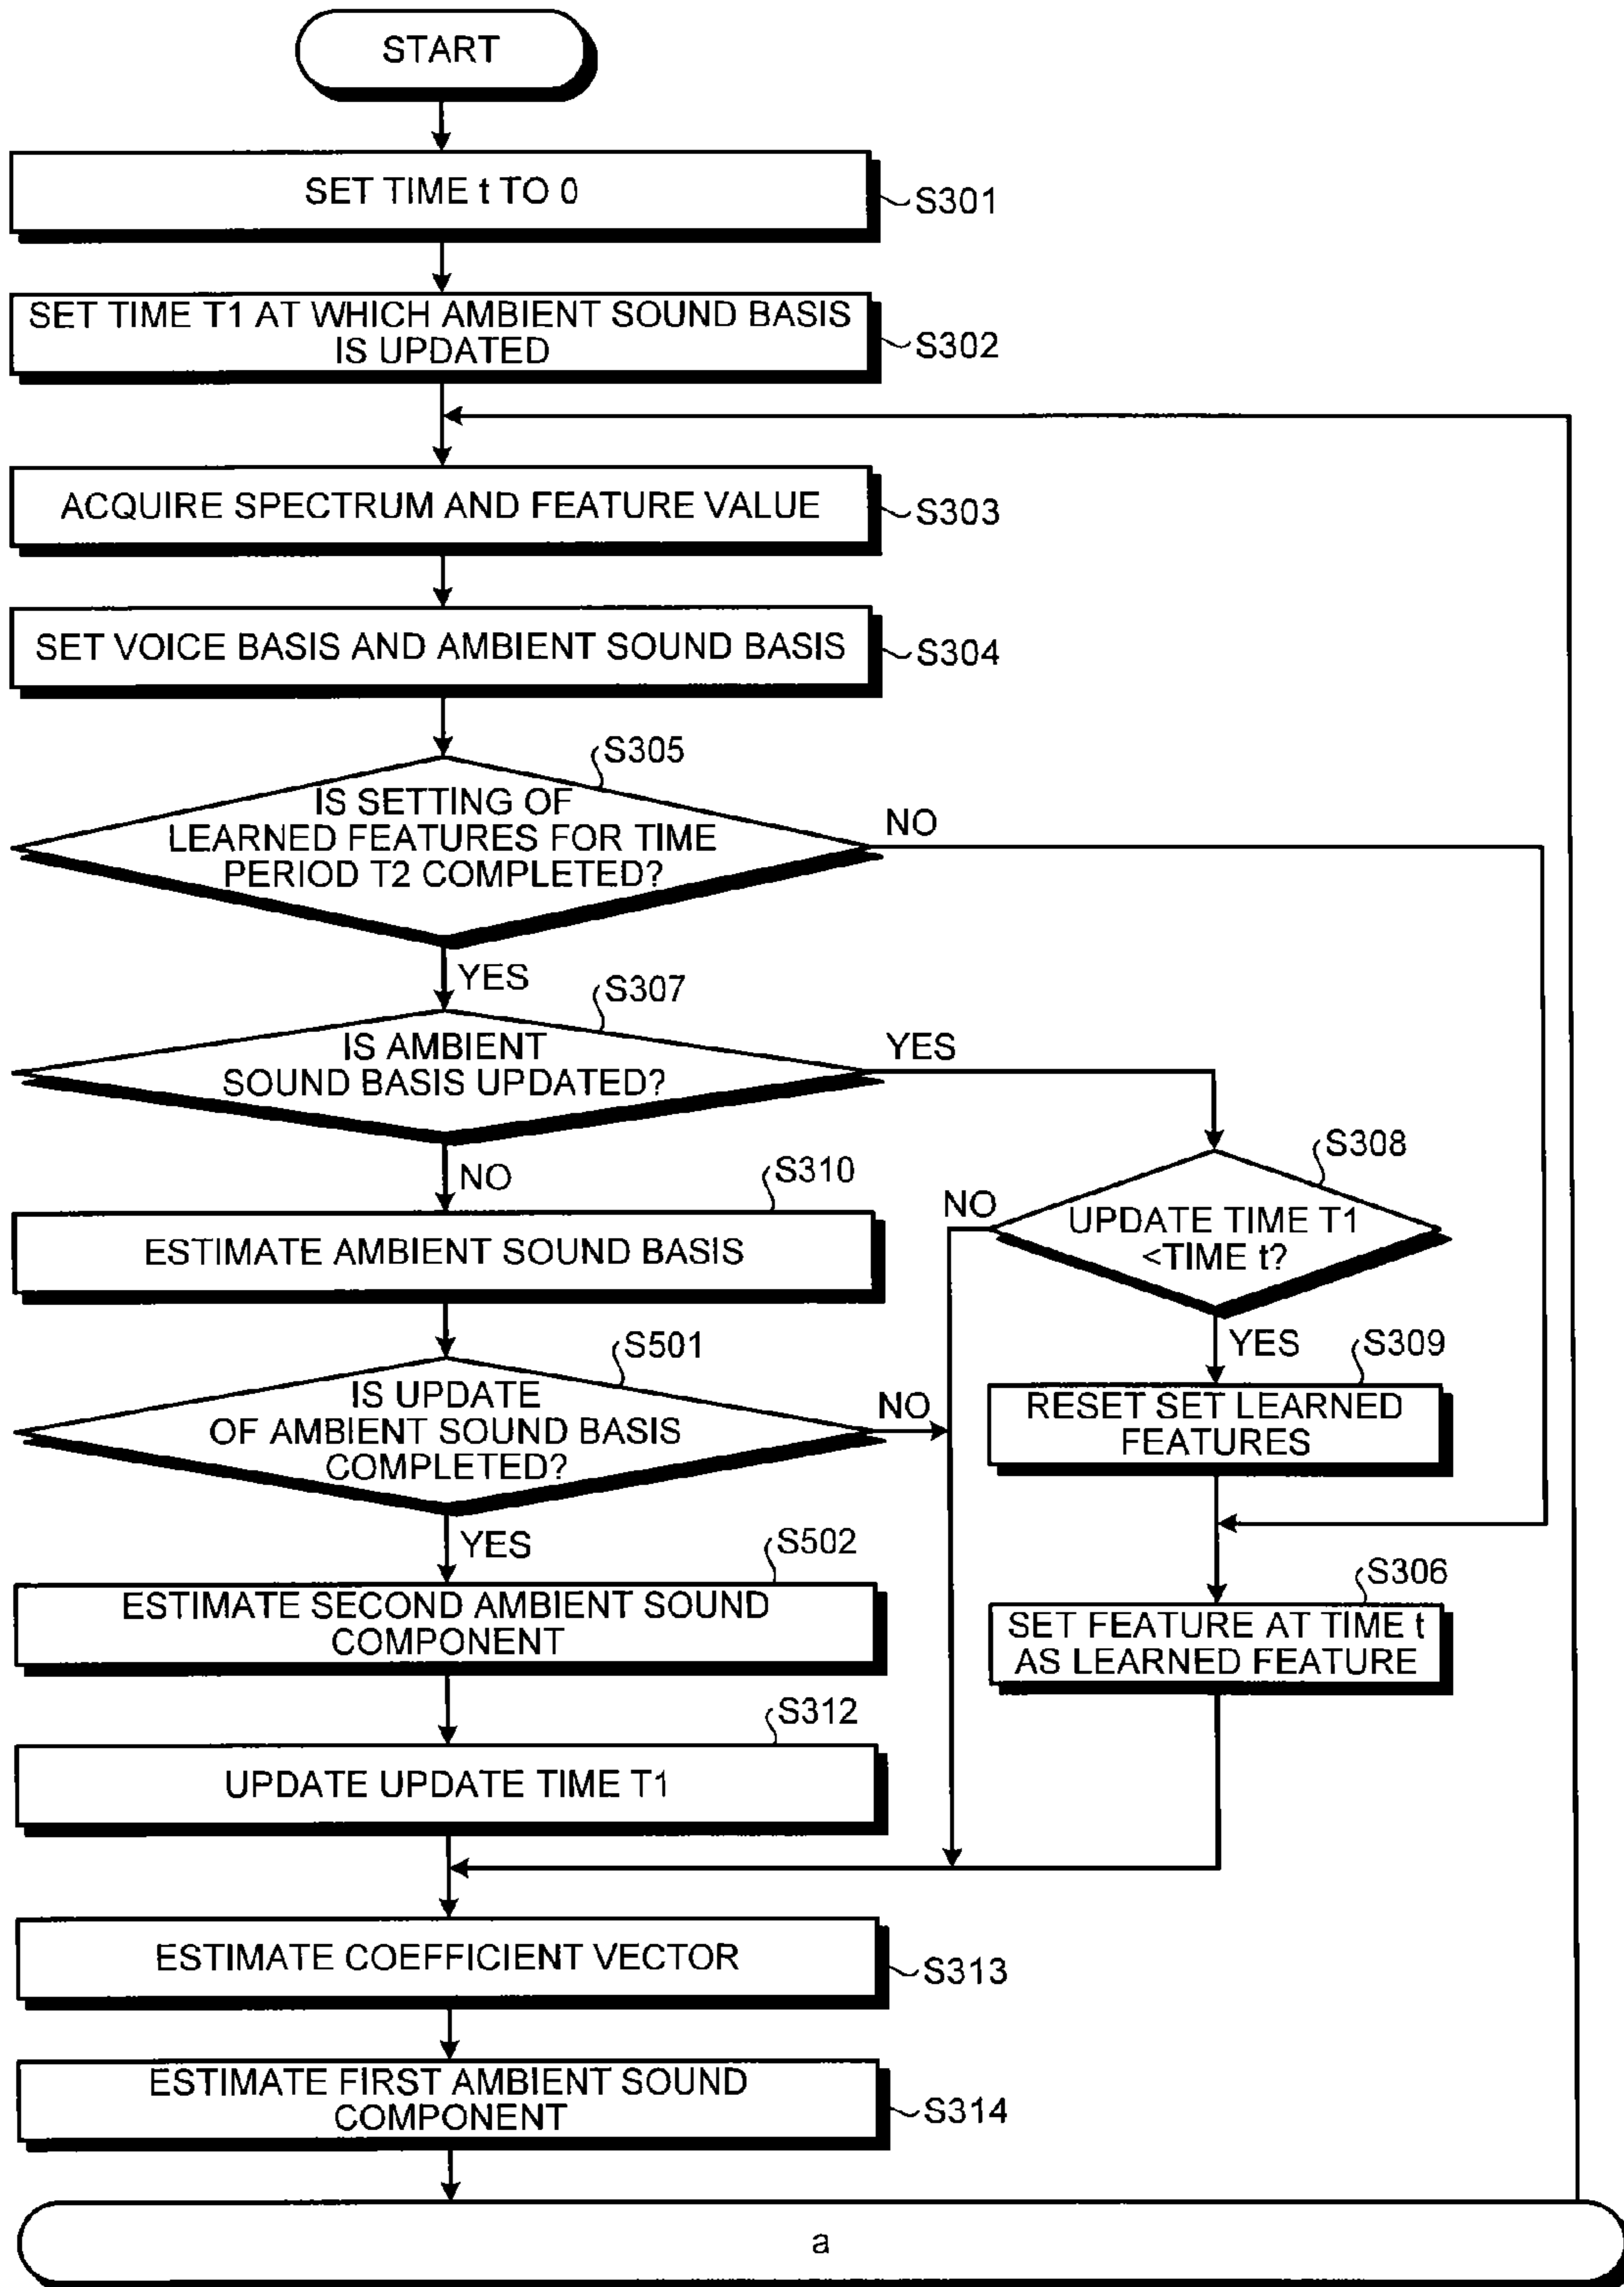 START
SET TIME t TO 0
S301
SET TIME T1 AT WHICH AMBIENT SOUND BASIS
IS UPDATED
S302
ACQUIRE SPECTRUM AND FEATURE VALUE
S303
SET VOICE BASIS AND AMBIENT SOUND BASIS
S304
S305
IS SETTING OF
LEARNED FEATURES FOR TIME
PERIOD T2 COMPLETED?
NO
YES
S307
IS AMBIENT
SOUND BASIS UPDATED?
YES
NO
S308
UPDATE TIME T1
<TIME t?
NO
YES
S310
ESTIMATE AMBIENT SOUND BASIS
S309
RESET SET LEARNED
FEATURES
S501
IS UPDATE
OF AMBIENT SOUND BASIS
COMPLETED?
NO
YES
S306
SET FEATURE AT TIME t
AS LEARNED FEATURE
S502
ESTIMATE SECOND AMBIENT SOUND
COMPONENT
S312
UPDATE UPDATE TIME T1
ESTIMATE COEFFICIENT VECTOR
S313
ESTIMATE FIRST AMBIENT SOUND
COMPONENT
S314
a